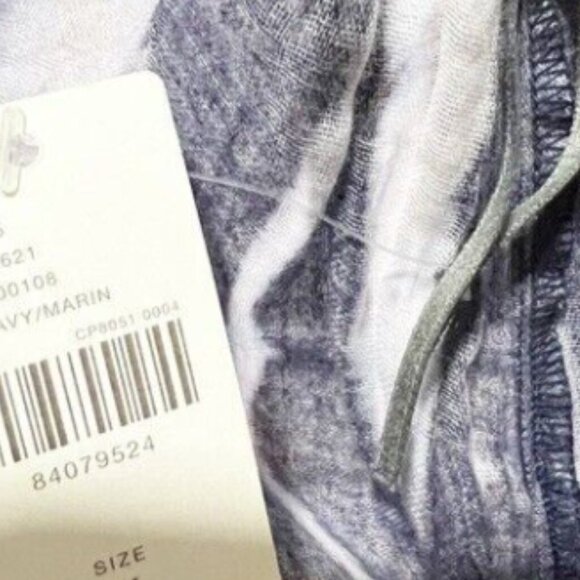 621
00108
AVY/MARIN
CP8051 0004
84079524
SIZE